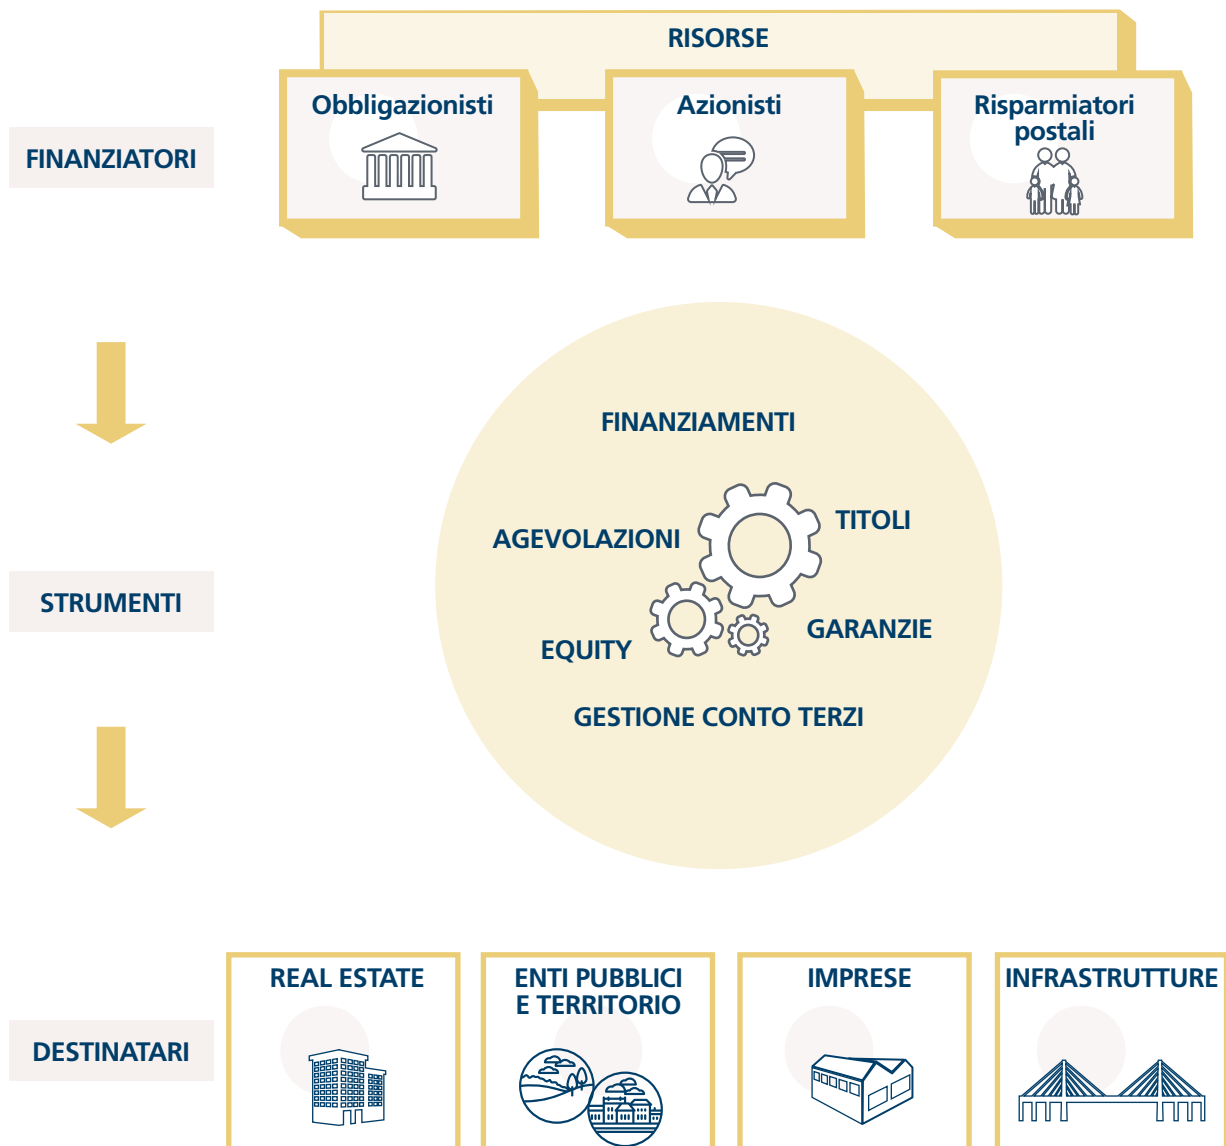 RISORSE
FINANZIATORI
Obbligazionisti
Azionisti
Risparmiatori
postali
STRUMENTI
FINANZIAMENTI
AGEVOLAZIONI
TITOLI
EQUITY
GARANZIE
GESTIONE CONTO TERZI
DESTINATARI
REAL ESTATE
ENTI PUBBLICI
E TERRITORIO
IMPRESE
INFRASTRUTTURE